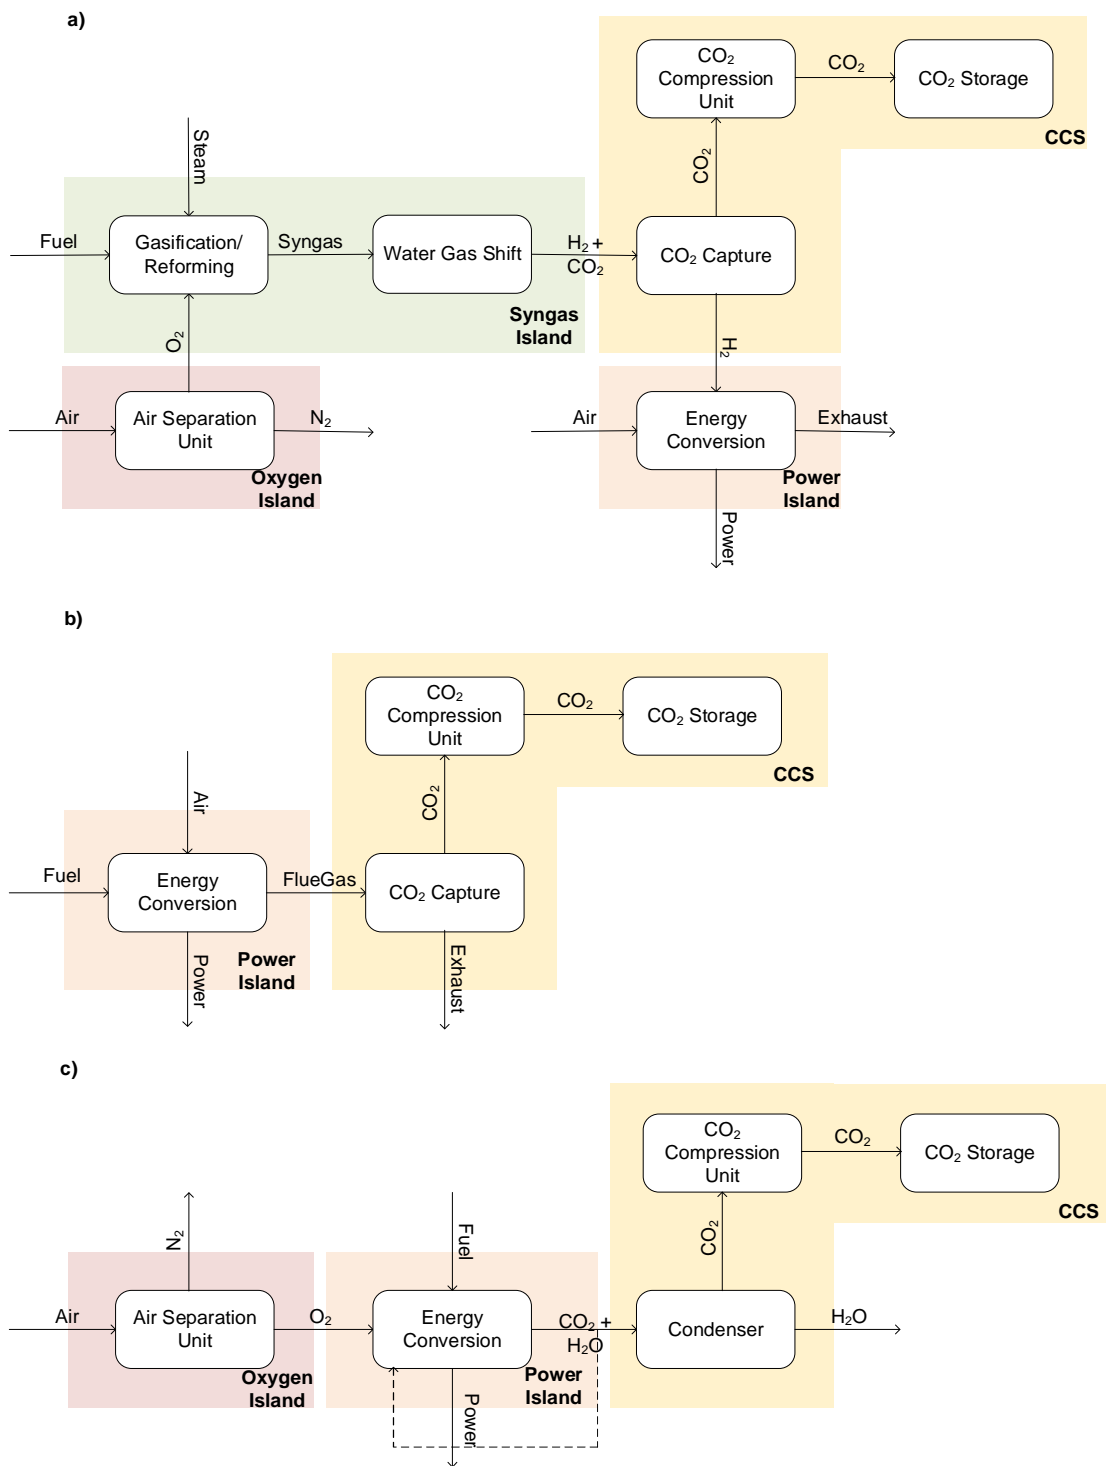 a)
CO₂
Compression
Unit
CO₂
CO₂ Storage
CCS
CO₂
Steam
Fuel
Gasification/
Reforming
Syngas
Water Gas Shift
H₂ +
CO₂
CO₂ Capture
Syngas
Island
O₂
H₂
Air
Air Separation
Unit
N₂
Oxygen
Island
Air
Energy
Conversion
Exhaust
Power
Island
Power
b)
CO₂
Compression
Unit
CO₂
CO₂ Storage
CCS
CO₂
Air
Fuel
Energy
Conversion
FlueGas
CO₂ Capture
Power
Island
Power
Exhaust
c)
CO₂
Compression
Unit
CO₂
CO₂ Storage
CCS
CO₂
N₂
Fuel
Air
Air Separation
Unit
O₂
Energy
Conversion
CO₂ +
H₂O
Condenser
H₂O
Oxygen
Island
Power
Island
Power